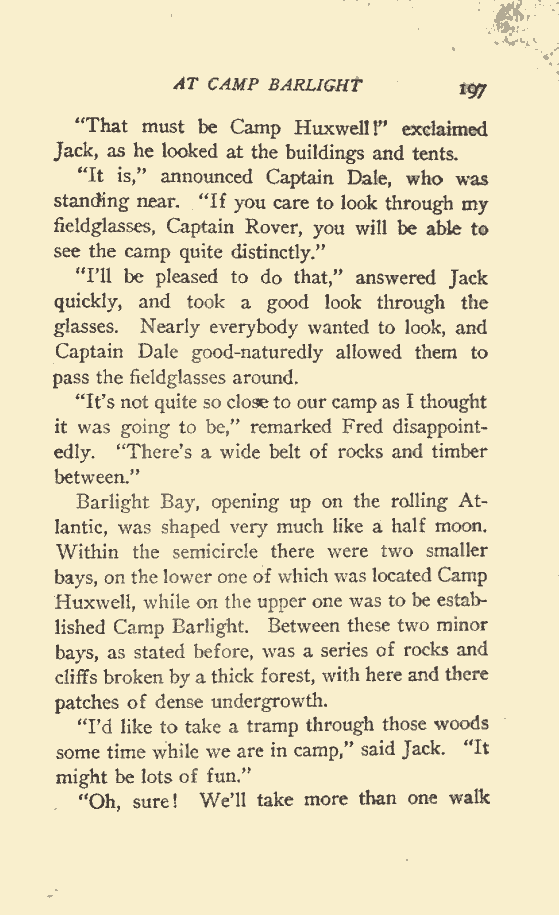 AT CAMP BARLIGHT 197
"That must be Camp Huxwell!" exclaimed
Jack, as he looked at the buildings and tents.
"It is," announced Captain Dale, who was
standing near. "If you care to look through my
fieldglasses, Captain Rover, you will be able to
see the camp quite distinctly."
"I'll be pleased to do that," answered Jack
quickly, and took a good look through the
glasses. Nearly everybody wanted to look, and
Captain Dale good-naturedly allowed them to
pass the fieldglasses around.
"It's not quite so close to our camp as I thought
it was going to be," remarked Fred disappoint-
edly. "There's a wide belt of rocks and timber
between."
Barlight Bay, opening up on the rolling At-
lantic, was shaped very much like a half moon.
Within the semicircle there were two smaller
bays, on the lower one of which was located Camp
Huxwell, while on the upper one was to be estab-
lished Camp Barlight. Between these two minor
bays, as stated before, was a series of rocks and
cliffs broken by a thick forest, with here and there
patches of dense undergrowth.
"I'd like to take a tramp through those woods
some time while we are in camp," said Jack. "It
might be lots of fun."
"Oh, sure! We'll take more than one walk